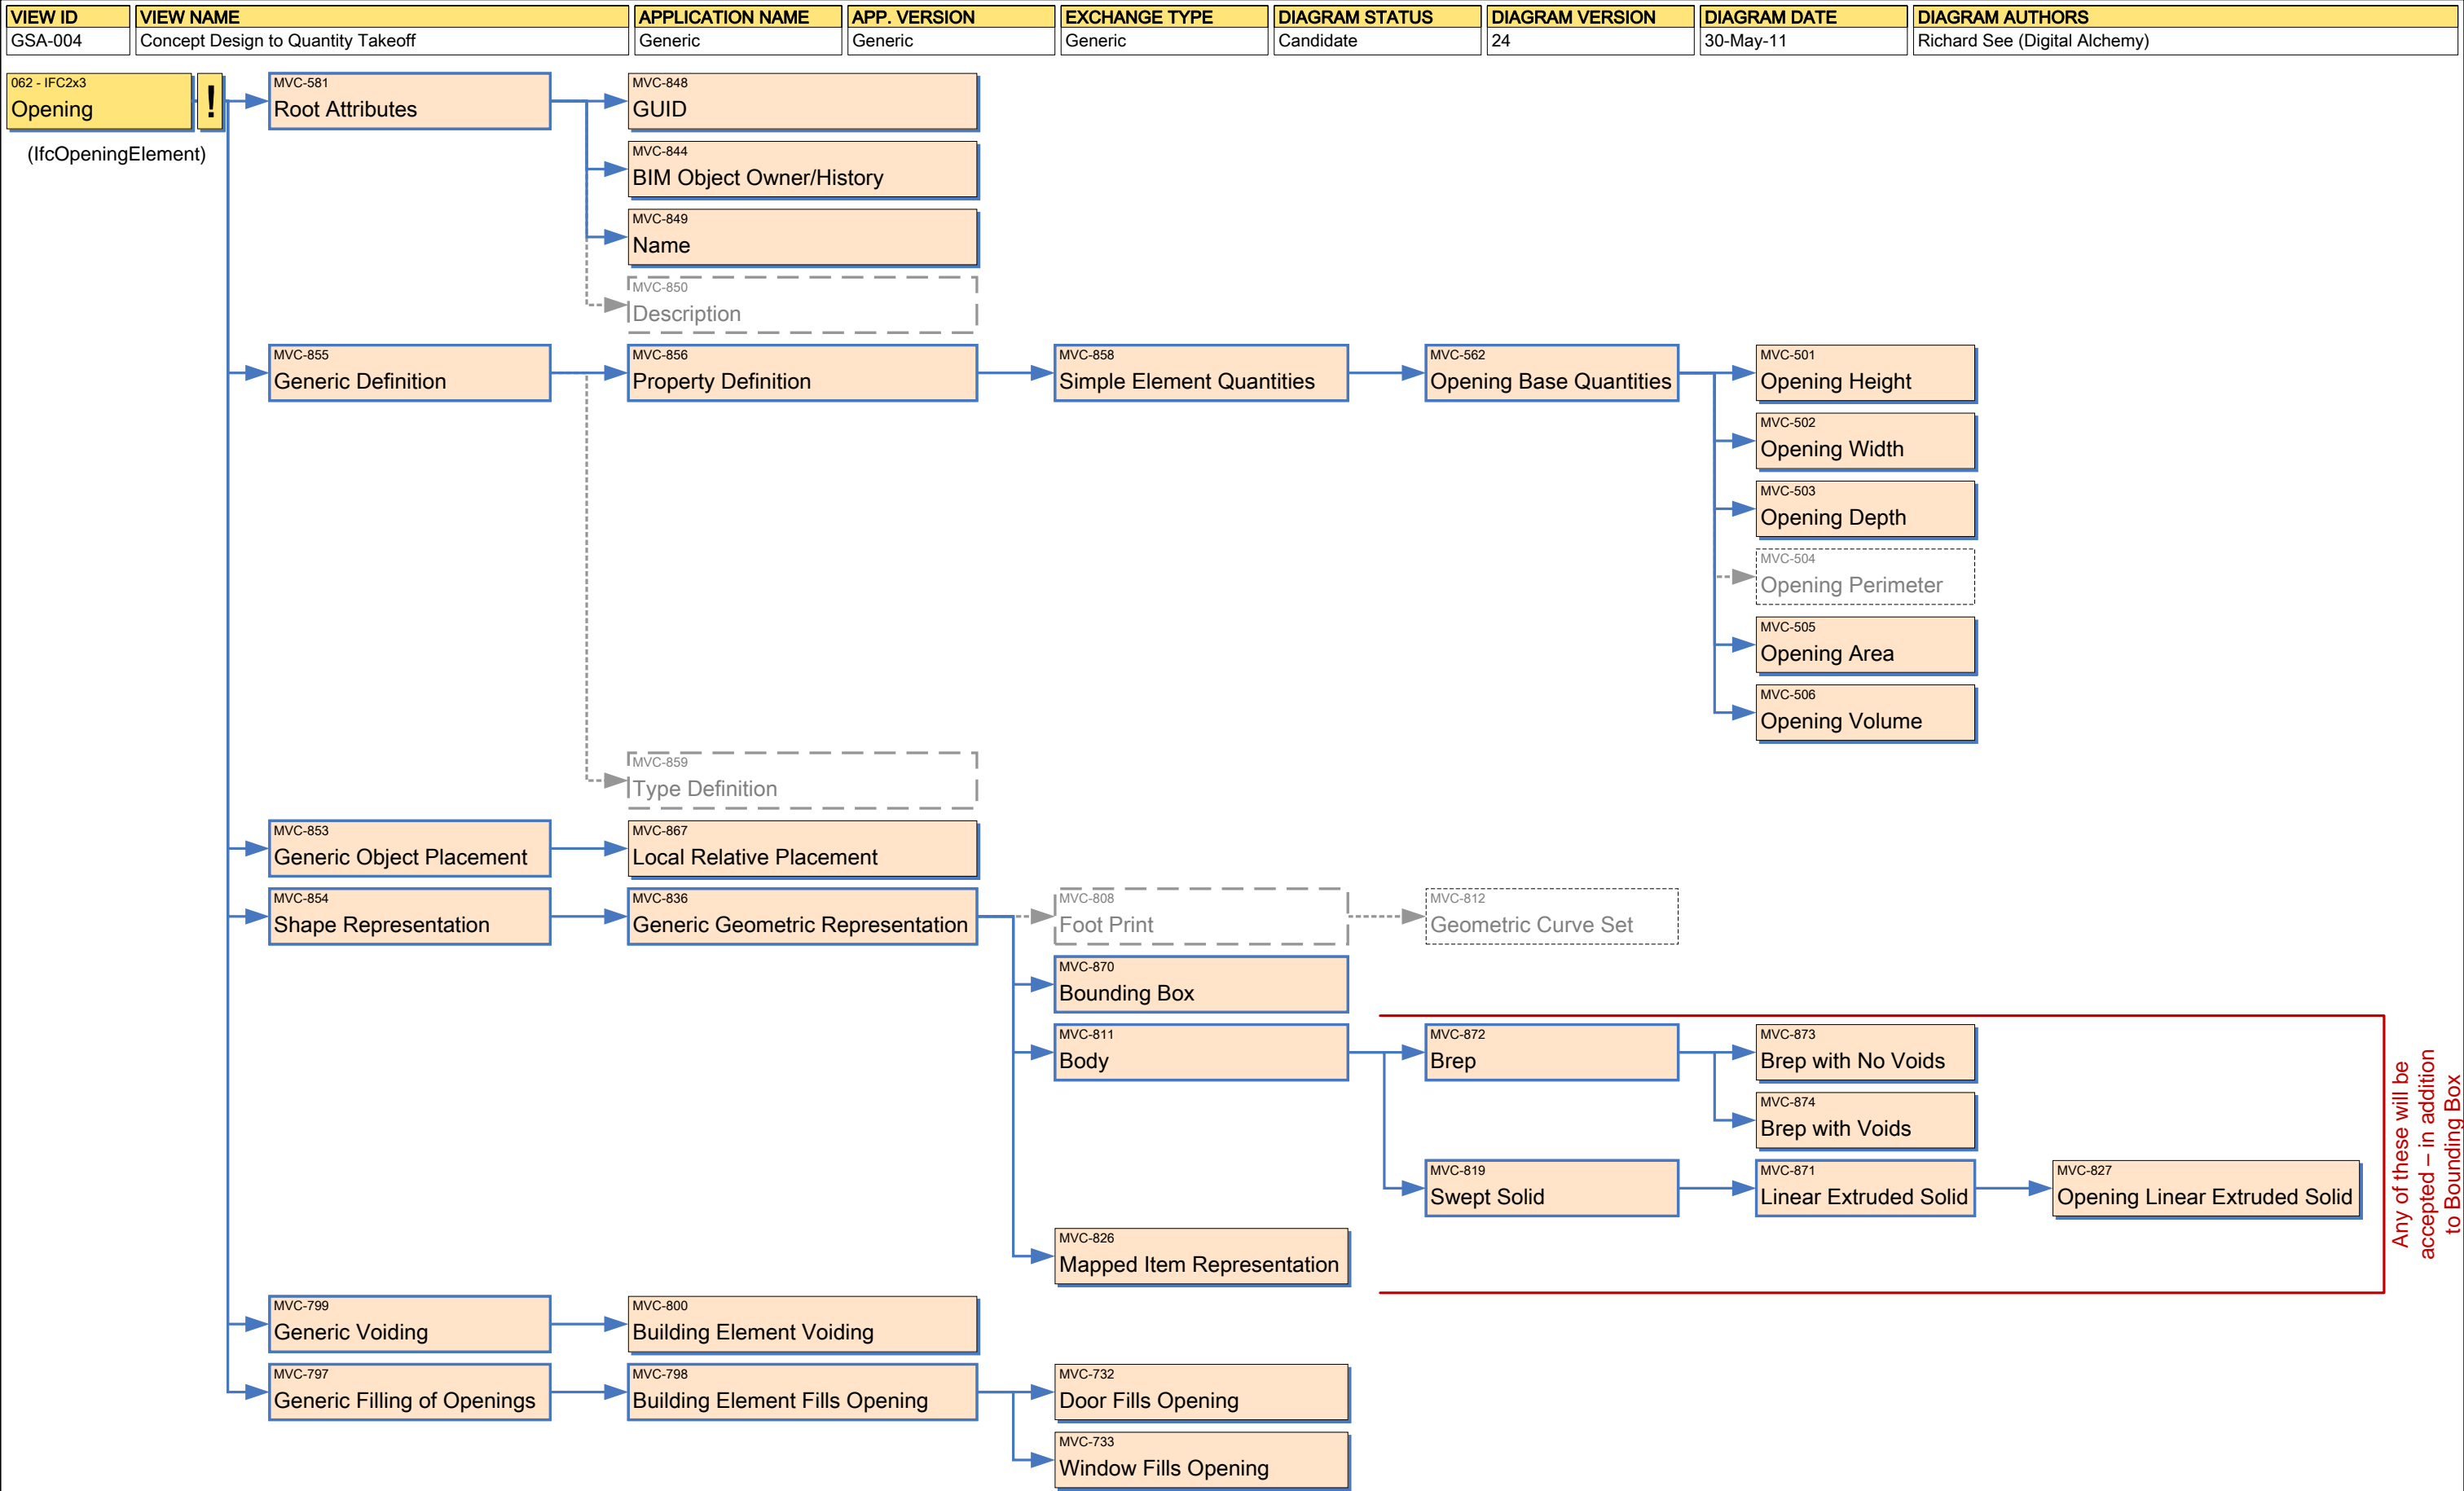 VIEW ID VIEW NAME APPLICATION NAME APP. VERSION EXCHANGE TYPE DIAGRAM STATUS DIAGRAM VERSION DIAGRAM DATE DIAGRAM AUTHORS
GSA-004 Concept Design to Quantity Takeoff Generic Generic Generic Candidate 24 30-May-11 Richard See (Digital Alchemy)
062 - IFC2x3
Opening
!
(IfcOpeningElement)
MVC-581
Root Attributes
MVC-848
GUID
MVC-844
BIM Object Owner/History
MVC-849
Name
MVC-850
Description
MVC-855
Generic Definition
MVC-856
Property Definition
MVC-858
Simple Element Quantities
MVC-562
Opening Base Quantities
MVC-501
Opening Height
MVC-502
Opening Width
MVC-503
Opening Depth
MVC-504
Opening Perimeter
MVC-505
Opening Area
MVC-506
Opening Volume
MVC-859
Type Definition
MVC-853
Generic Object Placement
MVC-867
Local Relative Placement
MVC-854
Shape Representation
MVC-836
Generic Geometric Representation
MVC-808
Foot Print
MVC-812
Geometric Curve Set
MVC-870
Bounding Box
MVC-811
Body
MVC-872
Brep
MVC-873
Brep with No Voids
MVC-874
Brep with Voids
MVC-819
Swept Solid
MVC-871
Linear Extruded Solid
MVC-827
Opening Linear Extruded Solid
MVC-826
Mapped Item Representation
Any of these will be
accepted – in addition
to Bounding Box
MVC-799
Generic Voiding
MVC-800
Building Element Voiding
MVC-797
Generic Filling of Openings
MVC-798
Building Element Fills Opening
MVC-732
Door Fills Opening
MVC-733
Window Fills Opening